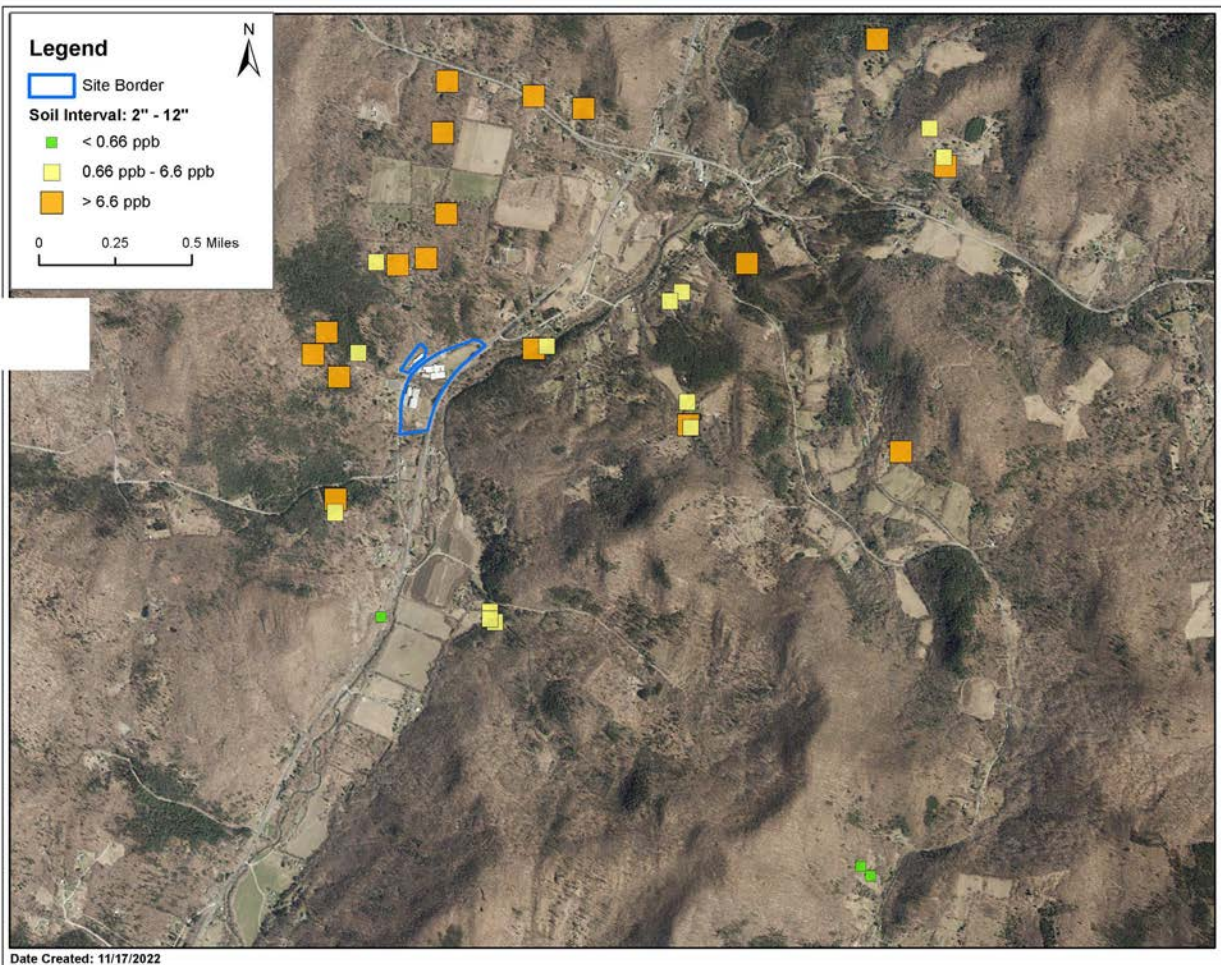 Legend
N
Site Border
Soil Interval: 2" - 12"
< 0.66 ppb
0.66 ppb - 6.6 ppb
> 6.6 ppb
0 0.25 0.5 Miles
Date Created: 11/17/2022